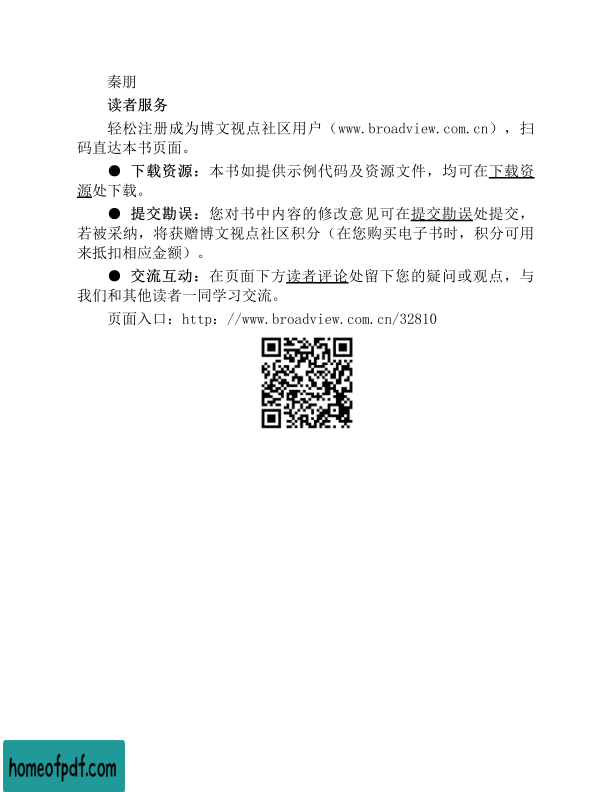 秦朋
读者服务
轻松注册成为博文视点社区用户（www.broadview.com.cn），扫
码直达本书页面。
● 下载资源：本书如提供示例代码及资源文件，均可在下载资
源处下载。
● 提交勘误：您对书中内容的修改意见可在提交勘误处提交，
若被采纳，将获赠博文视点社区积分（在您购买电子书时，积分可用
来抵扣相应金额）。
● 交流互动：在页面下方读者评论处留下您的疑问或观点，与
我们和其他读者一同学习交流。
页面入口：http：//www.broadview.com.cn/32810
homeofpdf.com